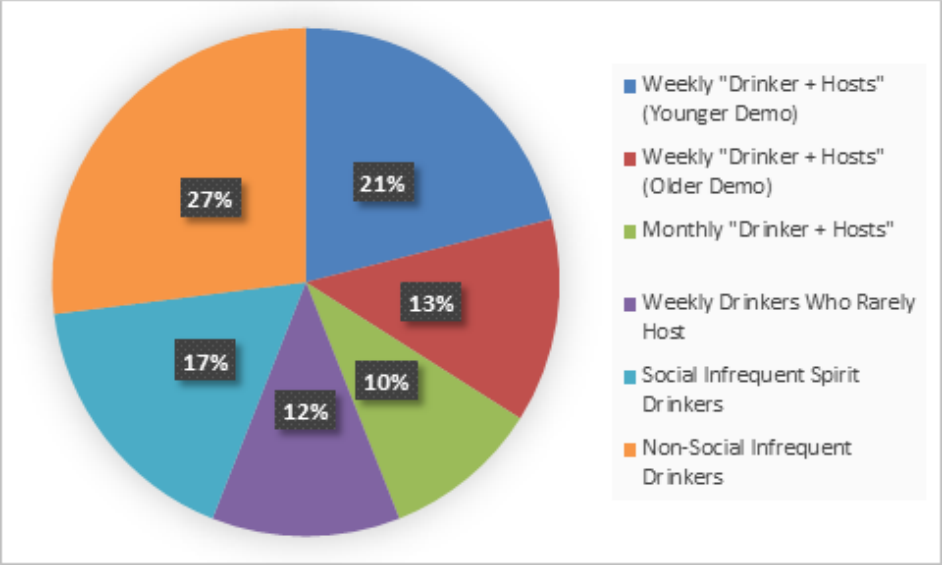 27%
21%
13%
17%
10%
12%
Weekly "Drinker + Hosts"
(Younger Demo)
Weekly "Drinker + Hosts"
(Older Demo)
Monthly "Drinker + Hosts"
Weekly Drinkers Who Rarely
Host
Social Infrequent Spirit
Drinkers
Non-Social Infrequent
Drinkers